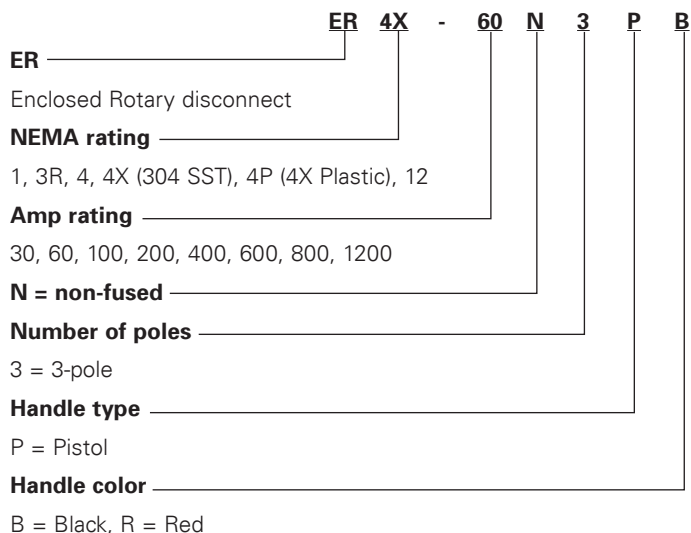 ER 4X - 60 N 3 P B
ER
Enclosed Rotary disconnect
NEMA rating
1, 3R, 4, 4X (304 SST), 4P (4X Plastic), 12
Amp rating
30, 60, 100, 200, 400, 600, 800, 1200
N = non-fused
Number of poles
3 = 3-pole
Handle type
P = Pistol
Handle color
B = Black, R = Red